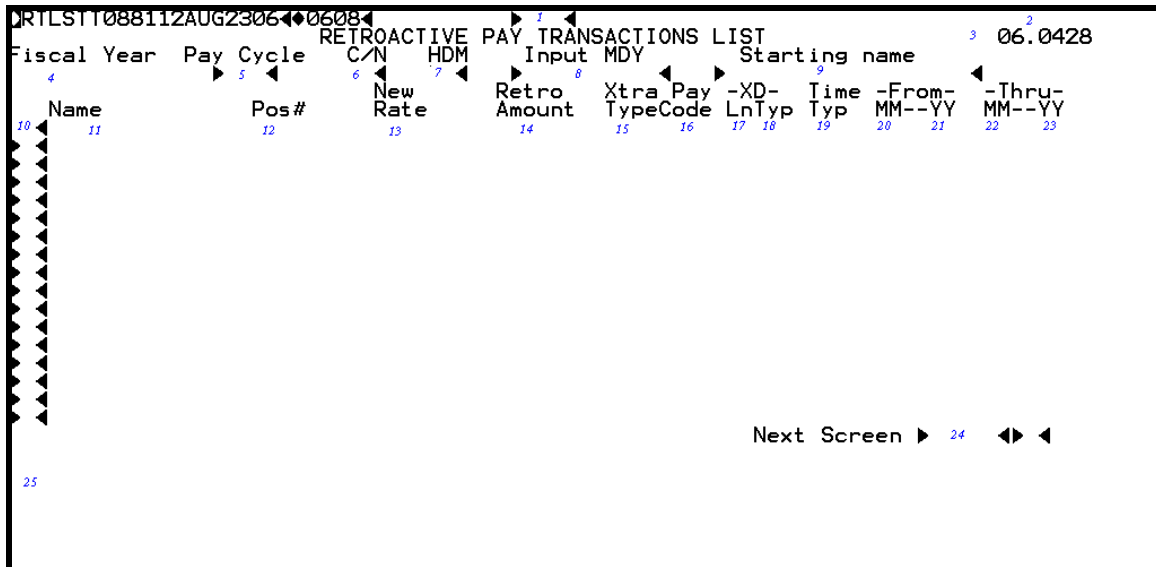 RTLSTT088112AUG2306 0608 1 2
RETROACTIVE PAY TRANSACTIONS LIST 3 06.0428
Fiscal Year Pay Cycle C/N HDM Input MDY Starting name
4 5 6 7 8 9
New Retro Xtra Pay -XD- Time -From- -Thru-
Name Pos# Rate Amount TypeCode LnTyp Typ MM--YY MM--YY
10 11 12 13 14 15 16 17 18 19 20 21 22 23
Next Screen 24
25